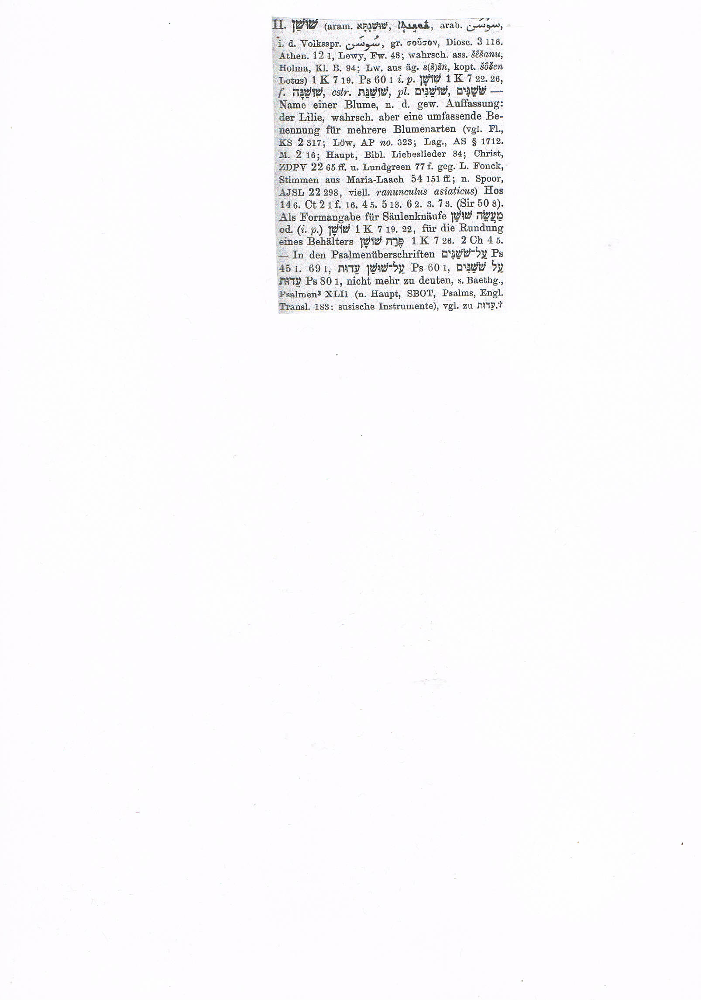 II. שׁוּשַׁן (aram. שׁוּשַׁנְתָּא, ܫܘܫܢܬܐ, arab. سَوْسَن,
i. d. Volksspr. سُوسَن, gr. σοῦσον, Diosc. 3 116.
Athen. 12 1, Lewy, Fw. 48; wahrsch. ass. šêšanu,
Holma, Kl. B. 94; Lw. aus äg. s(š)šn, kopt. šôšen
Lotus) 1 K 7 19. Ps 60 1 i. p. שׁוֹשָׁן 1 K 7 22. 26,
f. שׁוֹשַׁנָּה, cstr. שׁוֹשַׁנַּת, pl. שׁוֹשַׁנִּים, שֹׁשַׁנִּים —
Name einer Blume, n. d. gew. Auffassung:
der Lilie, wahrsch. aber eine umfassende Be-
nennung für mehrere Blumenarten (vgl. Fl.,
KS 2 317; Löw, AP no. 323; Lag., AS § 1712.
M. 2 16; Haupt, Bibl. Liebeslieder 34; Christ,
ZDPV 22 65 ff. u. Lundgreen 77 f. geg. L. Fonck,
Stimmen aus Maria-Laach 54 151 ff.; n. Spoor,
AJSL 22 298, viell. ranunculus asiaticus) Hos
14 6. Ct 2 1 f. 16. 4 5. 5 13. 6 2. 3. 7 3. (Sir 50 8).
Als Formangabe für Säulenknäufe מַעֲשֵׂה שׁוּשַׁן
od. (i. p.) שׁוֹשָׁן 1 K 7 19. 22, für die Rundung
eines Behälters פֶּרַח שׁוֹשָׁן 1 K 7 26. 2 Ch 4 5.
— In den Psalmenüberschriften עַל־שֹׁשַׁנִּים Ps
45 1. 69 1, עַל־שׁוּשַׁן עֵדוּת Ps 60 1, עַל שֹׁשַׁנִּים
עֵדוּת Ps 80 1, nicht mehr zu deuten, s. Baethg.,
Psalmen³ XLII (n. Haupt, SBOT, Psalms, Engl.
Transl. 183: susische Instrumente), vgl. zu עֵדוּת.†